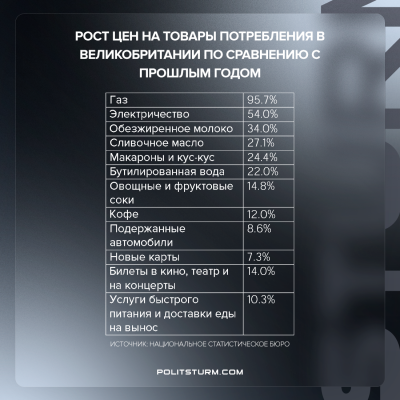 РОСТ ЦЕН НА ТОВАРЫ ПОТРЕБЛЕНИЯ В
ВЕЛИКОБРИТАНИИ ПО СРАВНЕНИЮ С
ПРОШЛЫМ ГОДОМ
Газ 95.7%
Электричество 54.0%
Обезжиренное молоко 34.0%
Сливочное масло 27.1%
Макароны и кус-кус 24.4%
Бутилированная вода 22.0%
Овощные и фруктовые 14.8%
соки
Кофе 12.0%
Подержанные 8.6%
автомобили
Новые карты 7.3%
Билеты в кино, театр и 14.0%
на концерты
Услуги быстрого 10.3%
питания и доставки еды
на вынос
ИСТОЧНИК: НАЦИОНАЛЬНОЕ СТАТИСТИЧЕСКОЕ БЮРО
POLITSTURM.COM